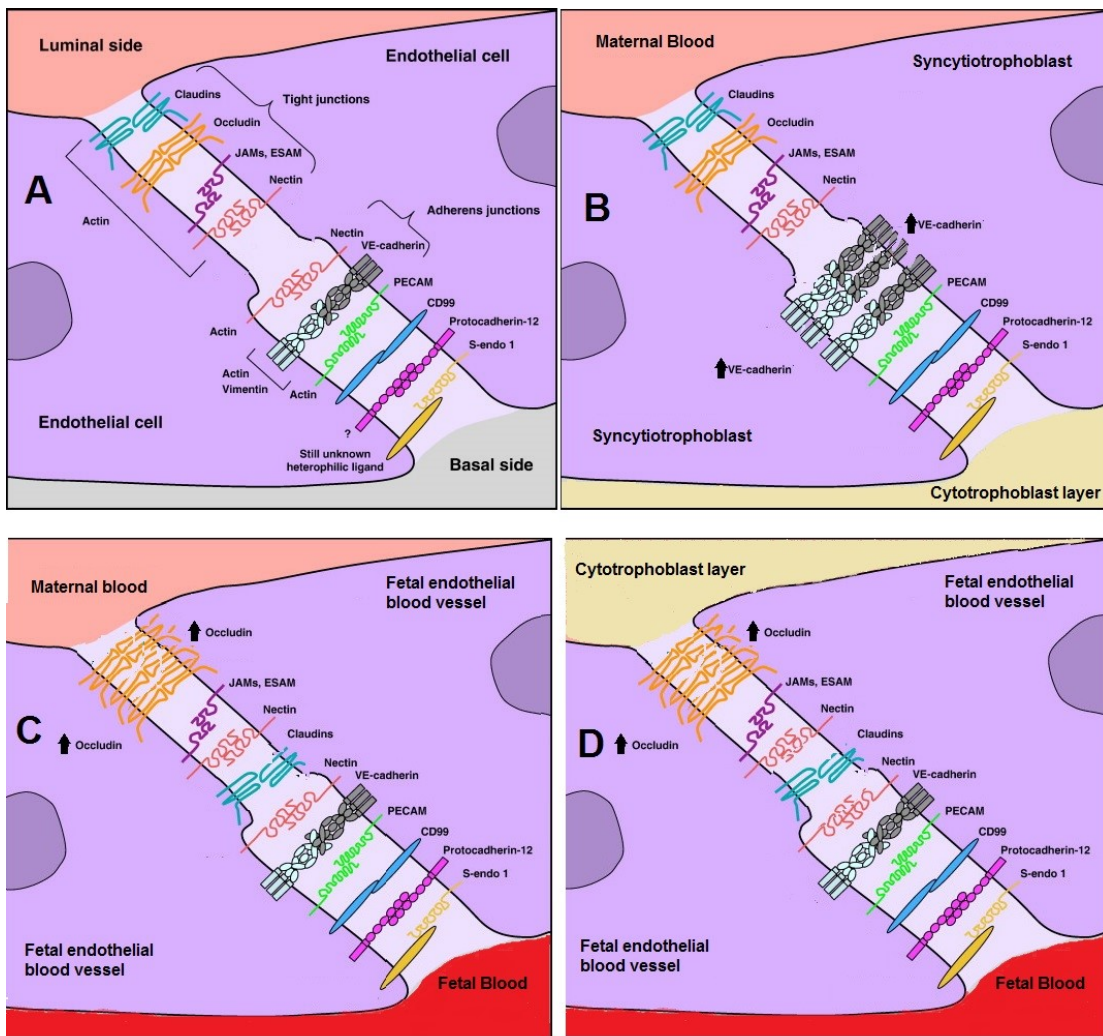 Luminal side
Endothelial cell
Claudins
Tight junctions
Occludin
JAMs, ESAM
Nectin
A
Actin
Adherens junctions
Nectin
VE-cadherin
PECAM
CD99
Actin
Protocadherin-12
S-endo 1
Actin
Vimentin
Actin
Endothelial cell
?
Still unknown
heterophilic ligand
Basal side
Maternal Blood
Syncytiotrophoblast
Claudins
Occludin
JAMs, ESAM
Nectin
B
VE-cadherin
PECAM
CD99
Protocadherin-12
S-endo 1
VE-cadherin
Syncytiotrophoblast
Cytotrophoblast layer
Maternal blood
Fetal endothelial
blood vessel
Occludin
JAMs, ESAM
Nectin
C
Claudins
Occludin
Nectin
VE-cadherin
PECAM
CD99
Protocadherin-12
S-endo 1
Fetal endothelial
blood vessel
Fetal Blood
Cytotrophoblast layer
Fetal endothelial
blood vessel
Occludin
JAMs, ESAM
Nectin
D
Claudins
Occludin
Nectin
VE-cadherin
PECAM
CD99
Protocadherin-12
S-endo 1
Fetal endothelial
blood vessel
Fetal Blood